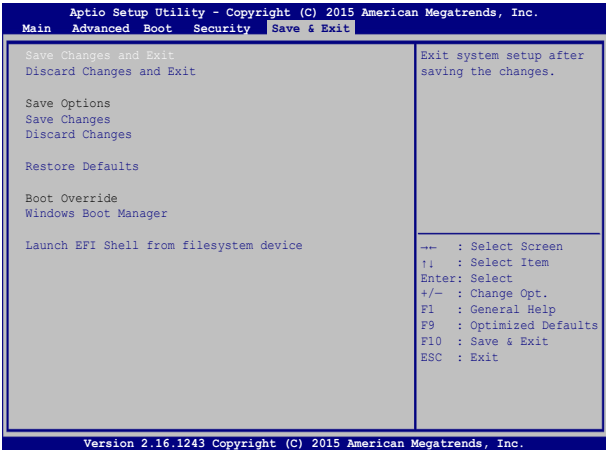 Aptio Setup Utility - Copyright (C) 2015 American Megatrends, Inc.
Main Advanced Boot Security Save & Exit
Save Changes and Exit
Discard Changes and Exit
Save Options
Save Changes
Discard Changes
Restore Defaults
Boot Override
Windows Boot Manager
Launch EFI Shell from filesystem device
Exit system setup after
saving the changes.
→← : Select Screen
↑↓ : Select Item
Enter: Select
+/— : Change Opt.
F1 : General Help
F9 : Optimized Defaults
F10 : Save & Exit
ESC : Exit
Version 2.16.1243 Copyright (C) 2015 American Megatrends, Inc.